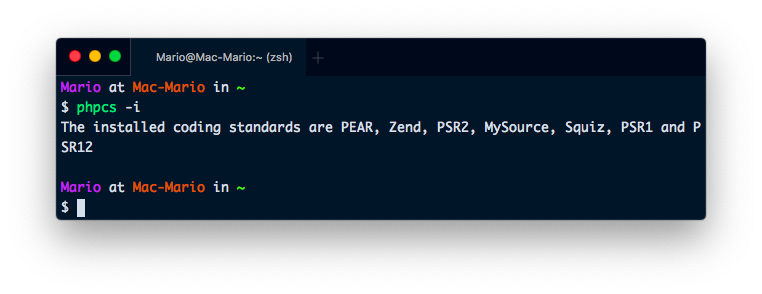 Mario@Mac-Mario:~ (zsh)
Mario at Mac-Mario in ~
$ phpcs -i
The installed coding standards are PEAR, Zend, PSR2, MySource, Squiz, PSR1 and P
SR12
Mario at Mac-Mario in ~
$